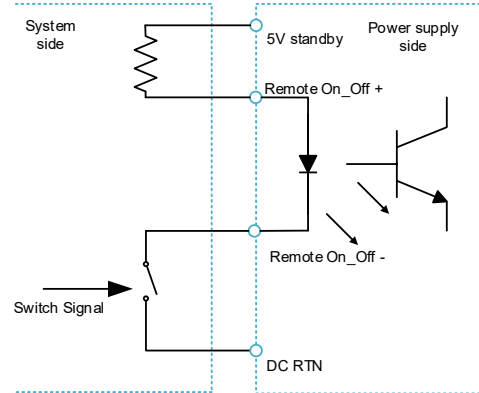 System
side
5V standby
Power supply
side
Remote On_Off +
Remote On_Off -
Switch Signal
DC RTN